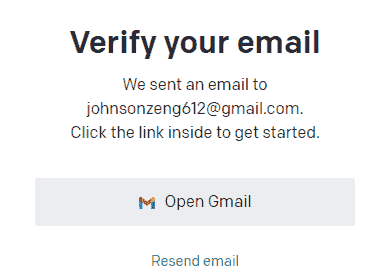 Verify your email
We sent an email to
johnsonzeng612@gmail.com.
Click the link inside to get started.
Open Gmail
Resend email